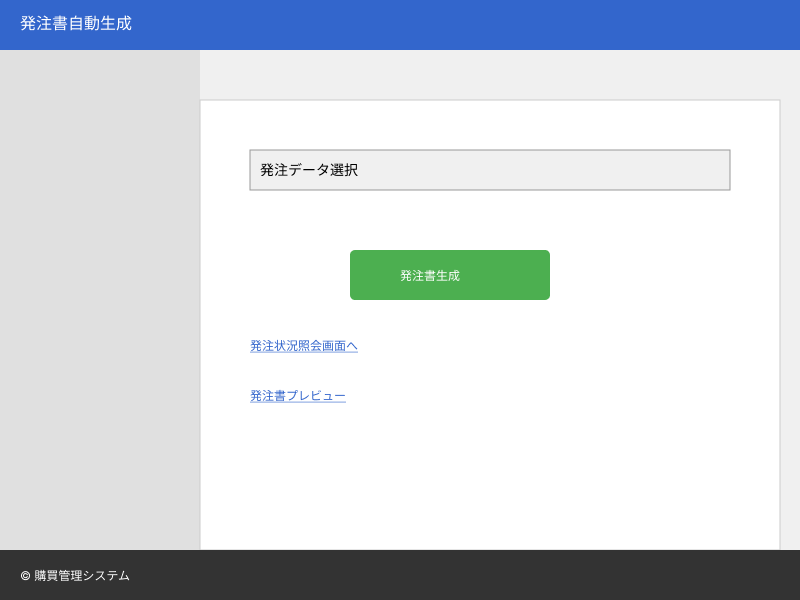 発注書自動生成
発注データ選択
発注書生成
発注状況照会画面へ
発注書プレビュー
© 購買管理システム